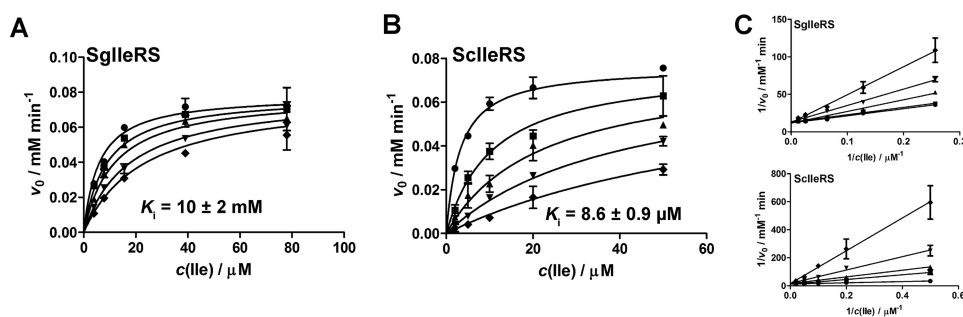 A
SgIleRS
v0 / mM min-1
0.10
0.08
0.06
0.04
0.02
0.00
0
20
40
60
80
100
Ki = 10 ± 2 mM
c(Ile) / µM
B
ScIleRS
v0 / mM min-1
0.08
0.06
0.04
0.02
0.00
0
20
40
60
Ki = 8.6 ± 0.9 µM
c(Ile) / µM
C
SgIleRS
1/v0 / mM-1 min
150
100
50
0
0.0
0.1
0.2
0.3
1/c(Ile) / µM-1
ScIleRS
1/v0 / mM-1 min
800
600
400
200
0
0.0
0.2
0.4
0.6
1/c(Ile) / µM-1